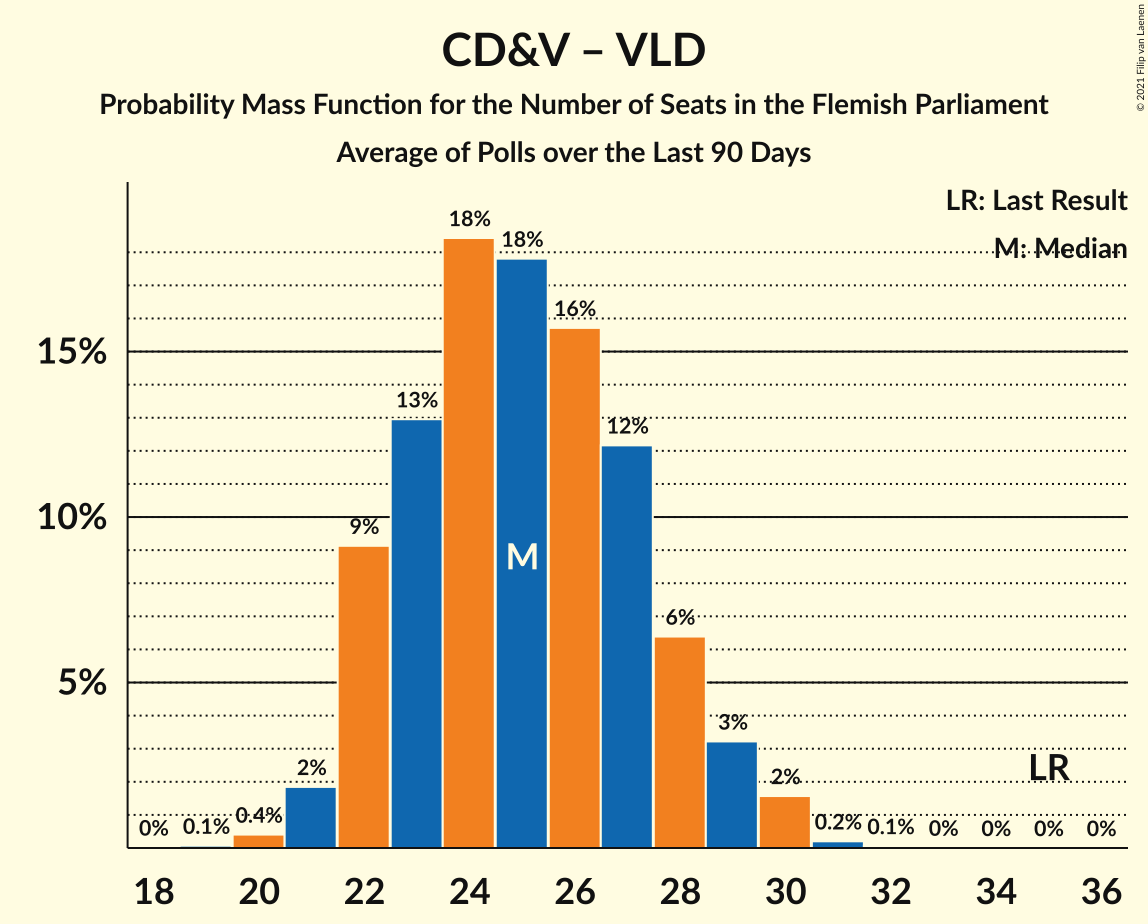 CD&V – VLD
Probability Mass Function for the Number of Seats in the Flemish Parliament
Average of Polls over the Last 90 Days
© 2021 Filip van Laenen
LR: Last Result
M: Median
15%
10%
5%
0%
0.1%
0.4%
2%
9%
13%
18%
18%
16%
12%
6%
3%
2%
0.2%
0.1%
0%
0%
0%
0%
M
LR
18 20 22 24 26 28 30 32 34 36